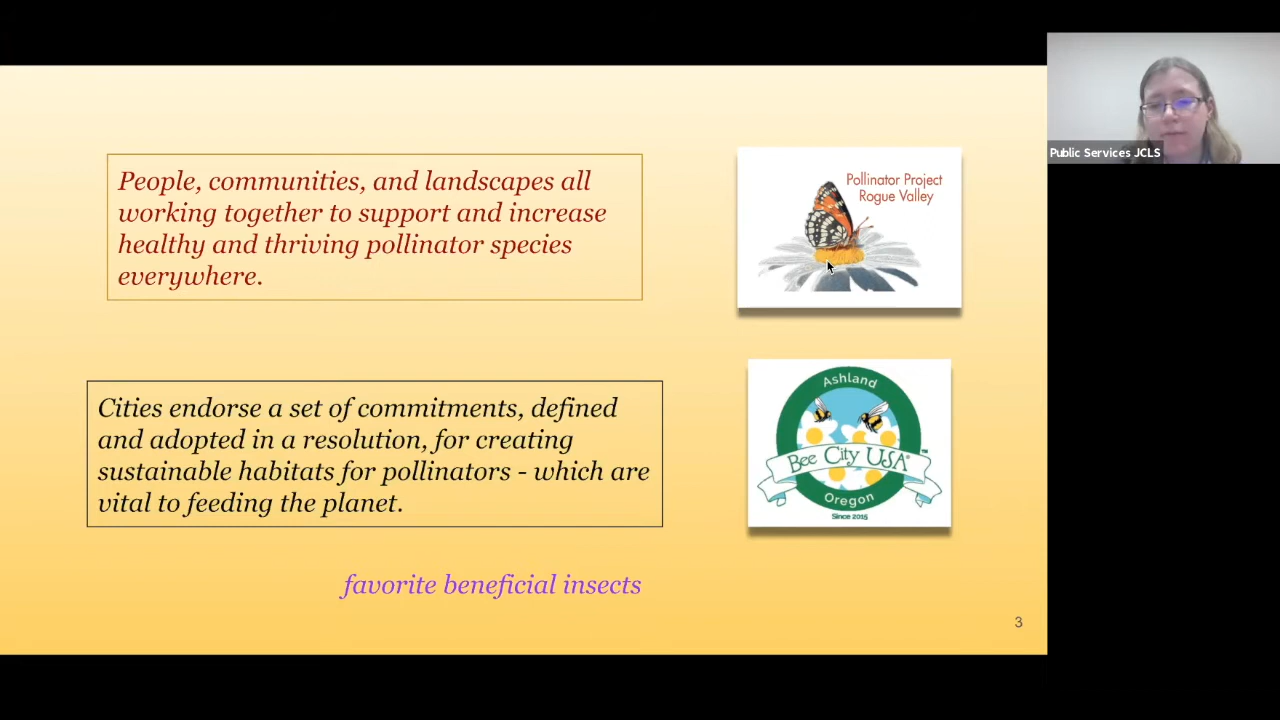 People, communities, and landscapes all
working together to support and increase
healthy and thriving pollinator species
everywhere.
Pollinator Project
Rogue Valley
Public Services JCLS
Cities endorse a set of commitments, defined
and adopted in a resolution, for creating
sustainable habitats for pollinators - which are
vital to feeding the planet.
Ashland
Bee City USA®
Oregon
Since 2015
™
favorite beneficial insects
3